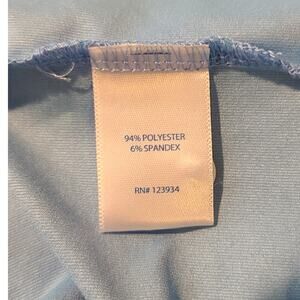 94% POLYESTER
6% SPANDEX
RN# 123934